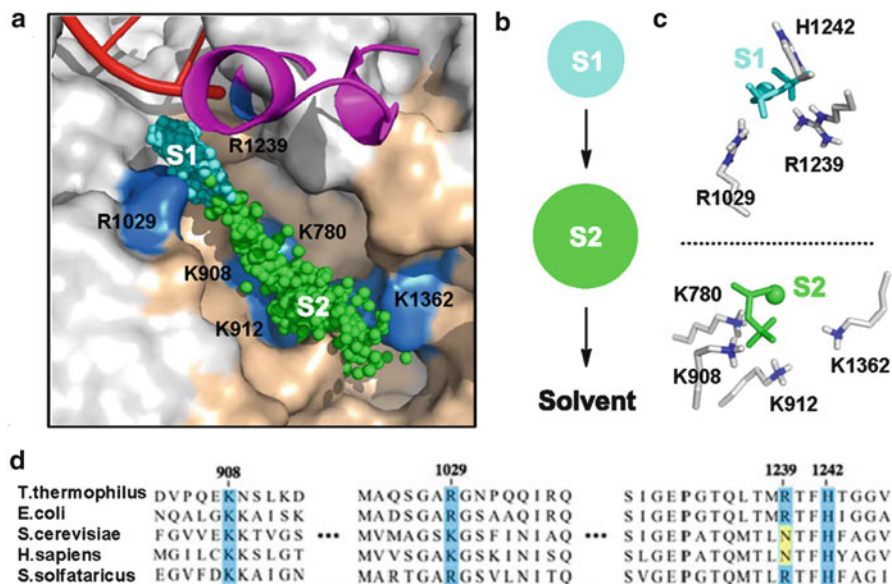 a
S1
R1239
R1029
K780
K908
S2
K912
K1362
b
S1
S2
Solvent
c
H1242
S1
R1239
R1029
K780
S2
K908
K1362
K912
d
908 1029 1239 1242
T.thermophilus DVPQEKNSLKD MAQSGARGNPQQIRQ SIGEPGTQLTMRTFHTGGV
E.coli NQALGKKAISK MADSGARGSAAQIRQ SIGEPGTQLTMRTFHIGGA
S.cerevisiae FGVVEKKTVGS ••• MVMAGSKGSFINIAQ ••• SIGEPATQMTLNTFHFAGV
H.sapiens MGILCKKSLGT MVVSGAKGSKINISQ SLGEPATQMTLNTFHYAGV
S.solfataricus EGVFDKKAIGN MARTGARGSVLNITQ SVGEPGTQMTLRTFHFAGI